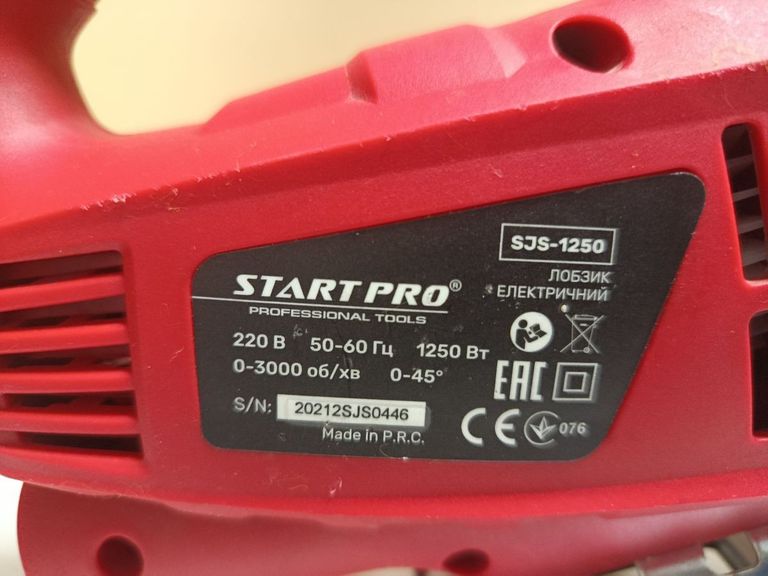 SJS-1250
ЛОБЗИК
ЕЛЕКТРИЧНИЙ
START PRO®
PROFESSIONAL TOOLS
220 В 50-60 Гц 1250 Вт
0-3000 об/хв 0-45°
S/N: 20212SJS0446
Made in P.R.C.
EAC
CE 076